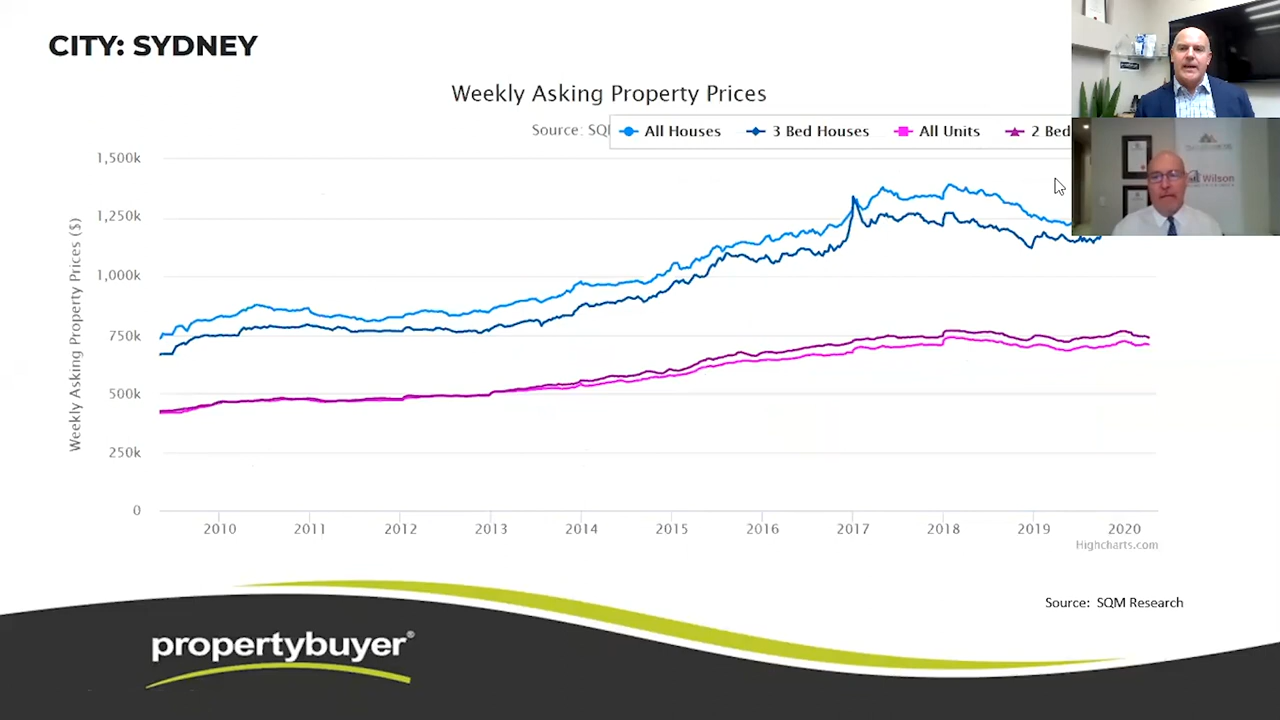 CITY: SYDNEY
Weekly Asking Property Prices
Source: SQ
All Houses
3 Bed Houses
All Units
2 Bed
Wilson
Weekly Asking Property Prices ($)
1,500k
1,250k
1,000k
750k
500k
250k
0
2010 2011 2012 2013 2014 2015 2016 2017 2018 2019 2020
Highcharts.com
Source: SQM Research
propertybuyer®